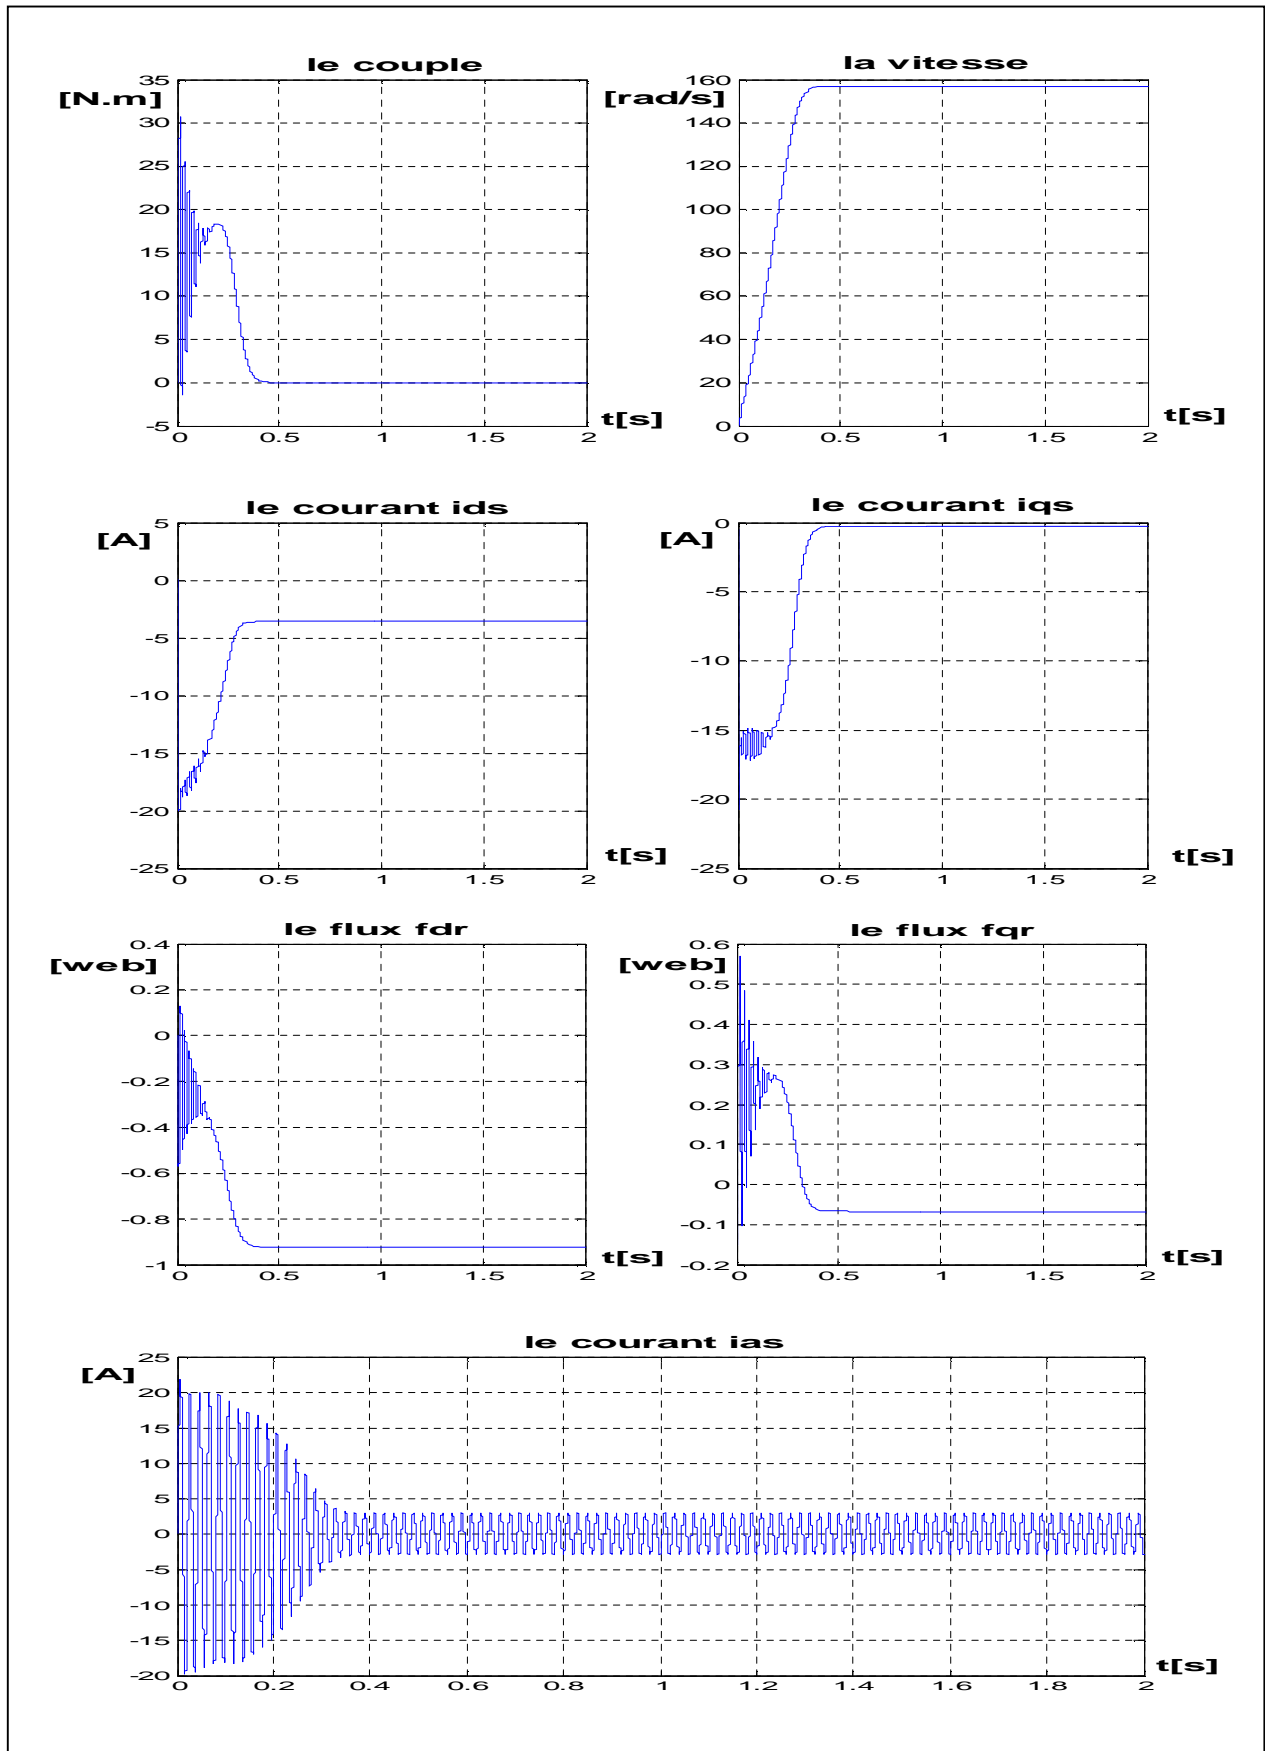 le couple
[N.m]
35
30
25
20
15
10
5
0
-5
0 0.5 1 1.5 2
t[s]
la vitesse
[rad/s]
160
140
120
100
80
60
40
20
0
0 0.5 1 1.5 2
t[s]
le courant ids
[A]
5
0
-5
-10
-15
-20
-25
0 0.5 1 1.5 2
t[s]
le courant iqs
[A]
0
-5
-10
-15
-20
-25
0 0.5 1 1.5 2
t[s]
le flux fdr
[web]
0.4
0.2
0
-0.2
-0.4
-0.6
-0.8
-1
0 0.5 1 1.5 2
t[s]
le flux fqr
[web]
0.6
0.5
0.4
0.3
0.2
0.1
0
-0.1
-0.2
0 0.5 1 1.5 2
t[s]
le courant ias
[A]
25
20
15
10
5
0
-5
-10
-15
-20
0 0.2 0.4 0.6 0.8 1 1.2 1.4 1.6 1.8 2
t[s]